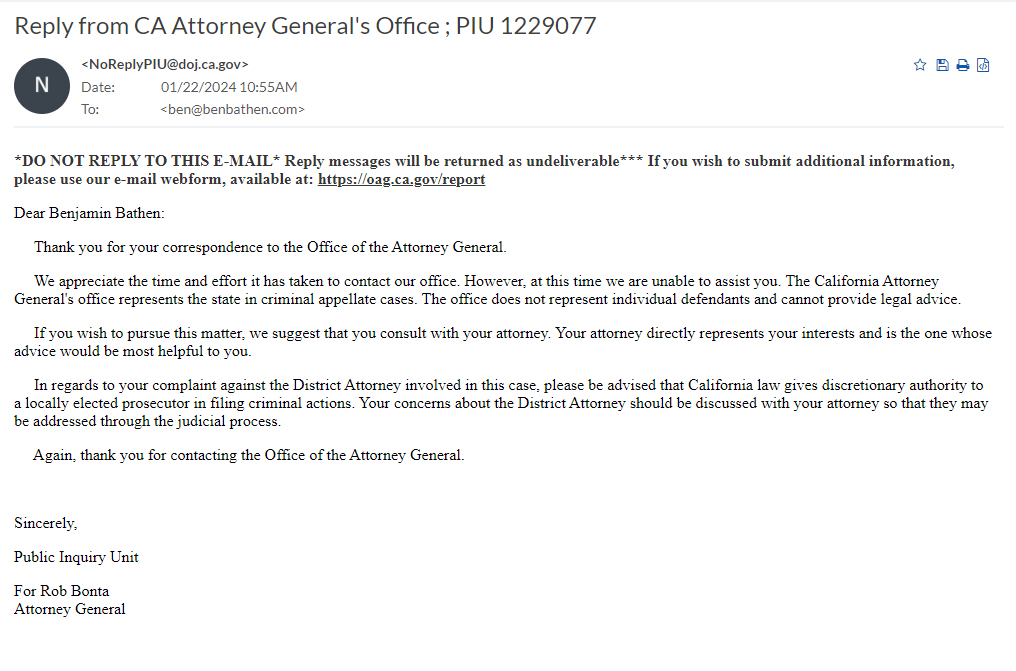 Reply from CA Attorney General's Office ; PIU 1229077
N
<NoReplyPIU@doj.ca.gov>
Date: 01/22/2024 10:55AM
To: <ben@benbathen.com>
*DO NOT REPLY TO THIS E-MAIL* Reply messages will be returned as undeliverable*** If you wish to submit additional information,
please use our e-mail webform, available at: https://oag.ca.gov/report
Dear Benjamin Bathen:
Thank you for your correspondence to the Office of the Attorney General.
We appreciate the time and effort it has taken to contact our office. However, at this time we are unable to assist you. The California Attorney
General's office represents the state in criminal appellate cases. The office does not represent individual defendants and cannot provide legal advice.
If you wish to pursue this matter, we suggest that you consult with your attorney. Your attorney directly represents your interests and is the one whose
advice would be most helpful to you.
In regards to your complaint against the District Attorney involved in this case, please be advised that California law gives discretionary authority to
a locally elected prosecutor in filing criminal actions. Your concerns about the District Attorney should be discussed with your attorney so that they may
be addressed through the judicial process.
Again, thank you for contacting the Office of the Attorney General.
Sincerely,
Public Inquiry Unit
For Rob Bonta
Attorney General